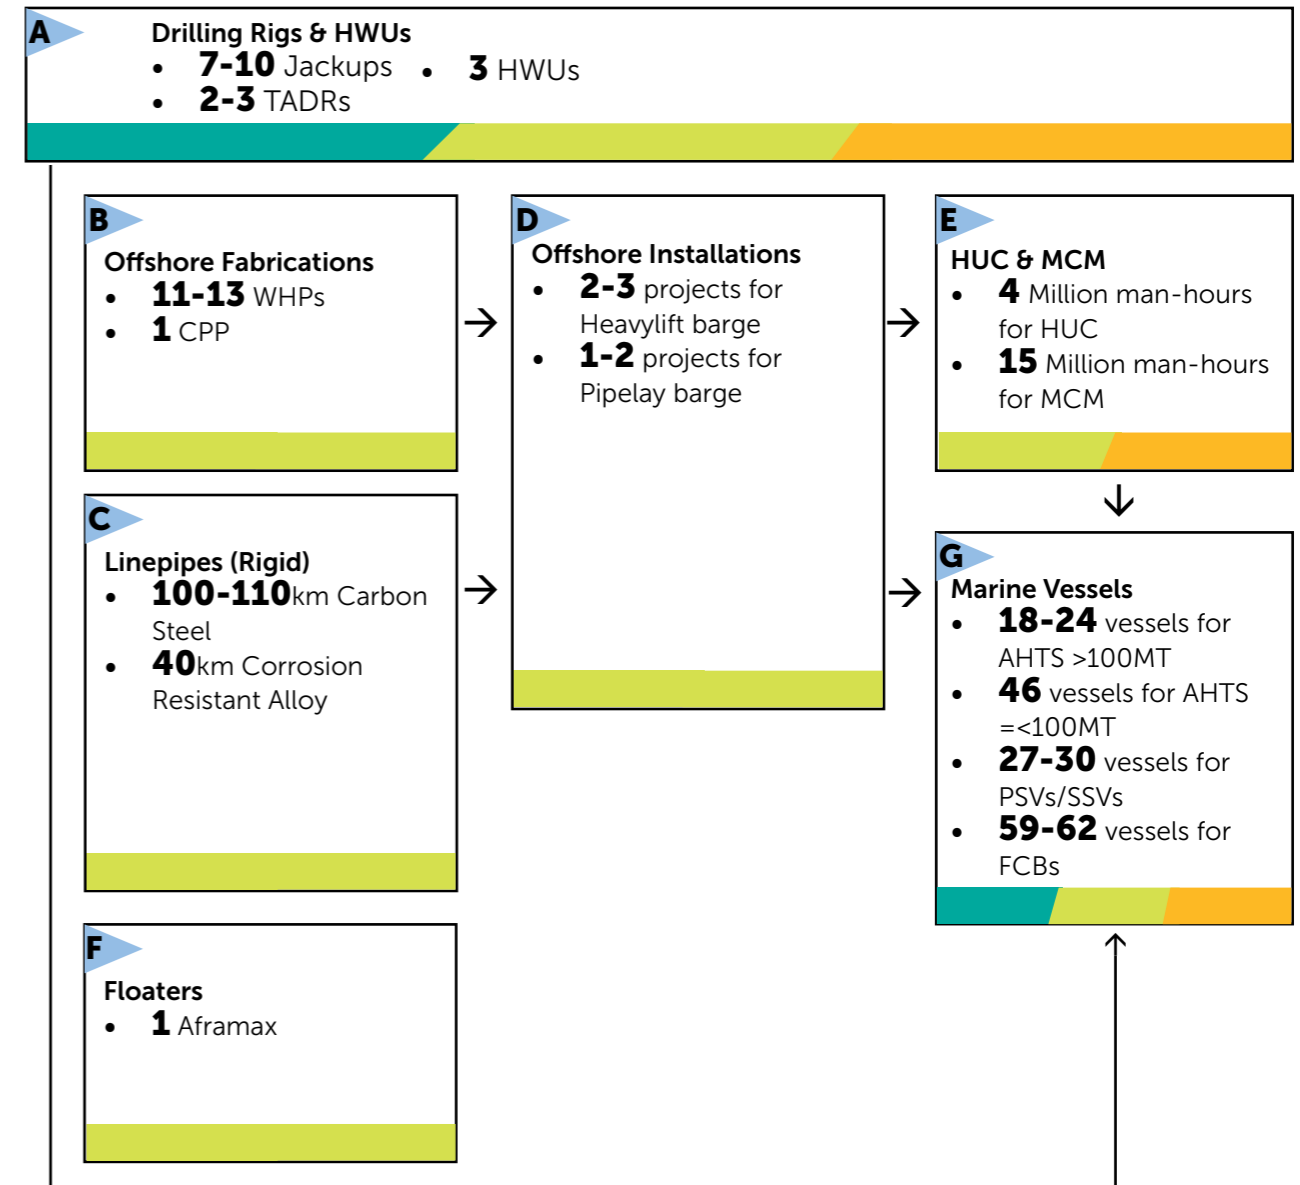 A
Drilling Rigs & HWUs
• 7-10 Jackups • 3 HWUs
• 2-3 TADRs
B
Offshore Fabrications
• 11-13 WHPs
• 1 CPP
→
D
Offshore Installations
• 2-3 projects for
Heavylift barge
• 1-2 projects for
Pipelay barge
→
E
HUC & MCM
• 4 Million man-hours
for HUC
• 15 Million man-hours
for MCM
C
Linepipes (Rigid)
• 100-110km Carbon
Steel
• 40km Corrosion
Resistant Alloy
G
Marine Vessels
• 18-24 vessels for
AHTS >100MT
• 46 vessels for AHTS
=<100MT
• 27-30 vessels for
PSVs/SSVs
• 59-62 vessels for
FCBs
F
Floaters
• 1 Aframax